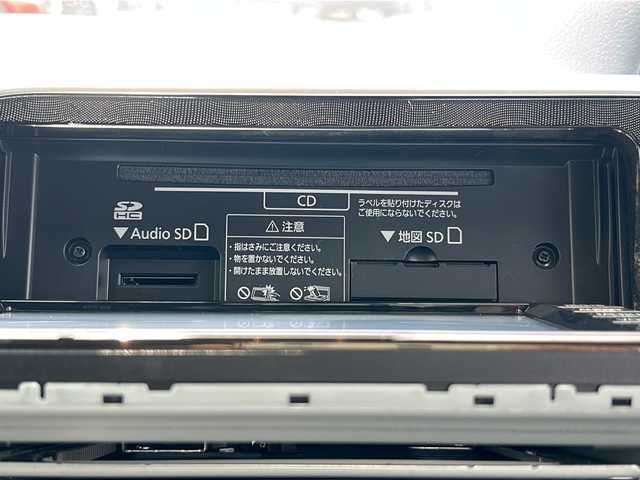 CD
ラベルを貼り付けたディスクは
ご使用にならないでください。
SD
HC
▼Audio SD
⚠注意
・指はさみにご注意ください。
・物を置かないでください。
・開けたまま放置しないでください。
▼地図 SD